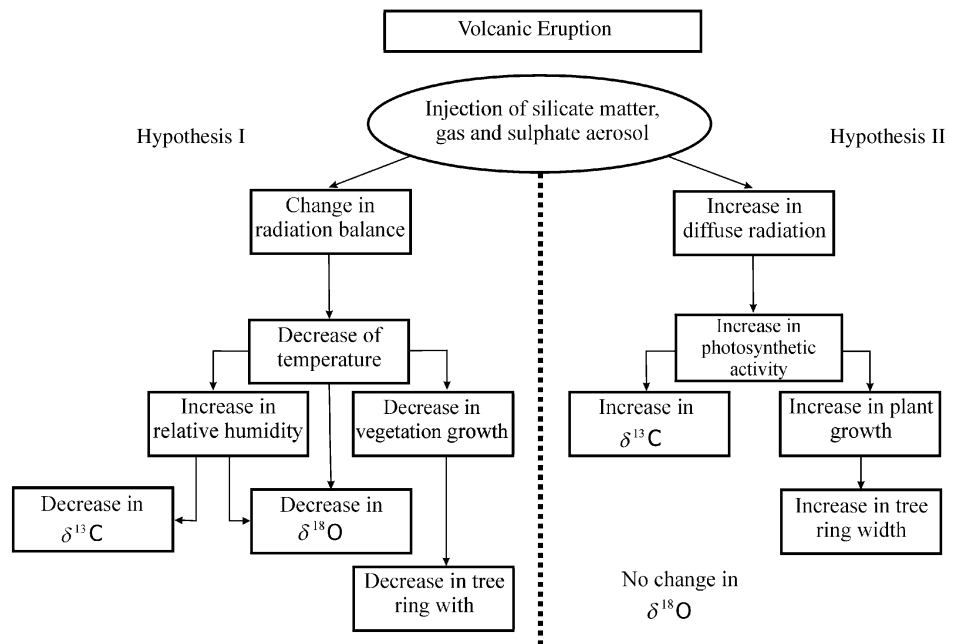 Volcanic Eruption
Injection of silicate matter,
gas and sulphate aerosol
Hypothesis I
Hypothesis II
Change in
radiation balance
Increase in
diffuse radiation
Decrease of
temperature
Increase in
photosynthetic
activity
Increase in
relative humidity
Decrease in
vegetation growth
Increase in
δ¹³C
Increase in plant
growth
Decrease in
δ¹³C
Decrease in
δ¹⁸O
Increase in tree
ring width
Decrease in tree
ring with
No change in
δ¹⁸O